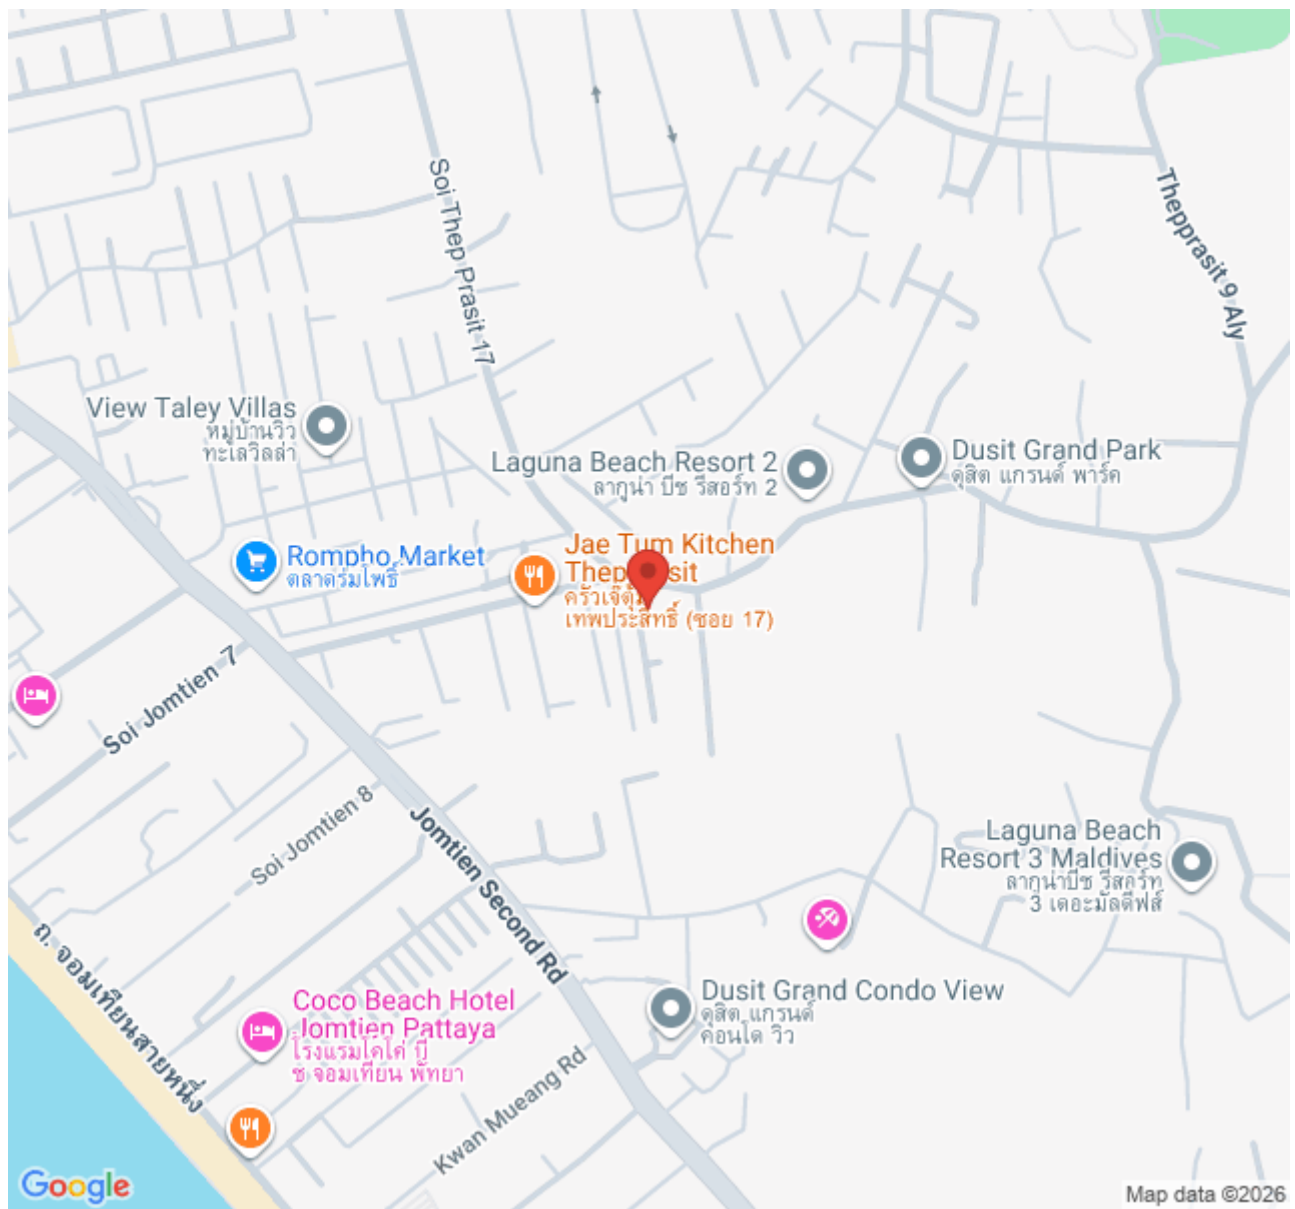 Soi Thep Prasit 17
Thepprasit 9 Aly
View Taley Villas
หมู่บ้านวิว
ทะเลวิลล่า
Laguna Beach Resort 2
ลากูน่า บีช รีสอร์ท 2
Dusit Grand Park
ดุสิต แกรนด์ พาร์ค
Rompho Market
ตลาดร่มโพธิ์
Jae Tum Kitchen
ครัวเจ๊ตุ้ม
เทพประสิทธิ์ (ซอย 17)
Soi Jomtien 7
Soi Jomtien 8
Jomtien Second Rd
Laguna Beach
Resort 3 Maldives
ลากูน่าบีช รีสอร์ท
3 เดอะมัลดีฟส์
ถ. จอมเทียนสายหนึ่ง
Coco Beach Hotel
Jomtien Pattaya
โรงแรมโคโค่ บี
ช จอมเทียน พัทยา
Dusit Grand Condo View
ดุสิต แกรนด์
คอนโด วิว
Kwan Mueang Rd
Google
Map data ©2026